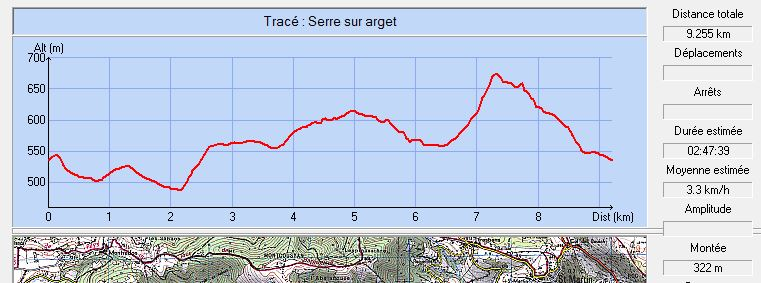 Tracé : Serre sur arget
Alt (m)
700
650
600
550
500
0 1 2 3 4 5 6 7 8 Dist (km)
Distance totale
9.255 km
Déplacements
Arrêts
Durée estimée
02:47:39
Moyenne estimée
3.3 km/h
Amplitude
Montée
322 m